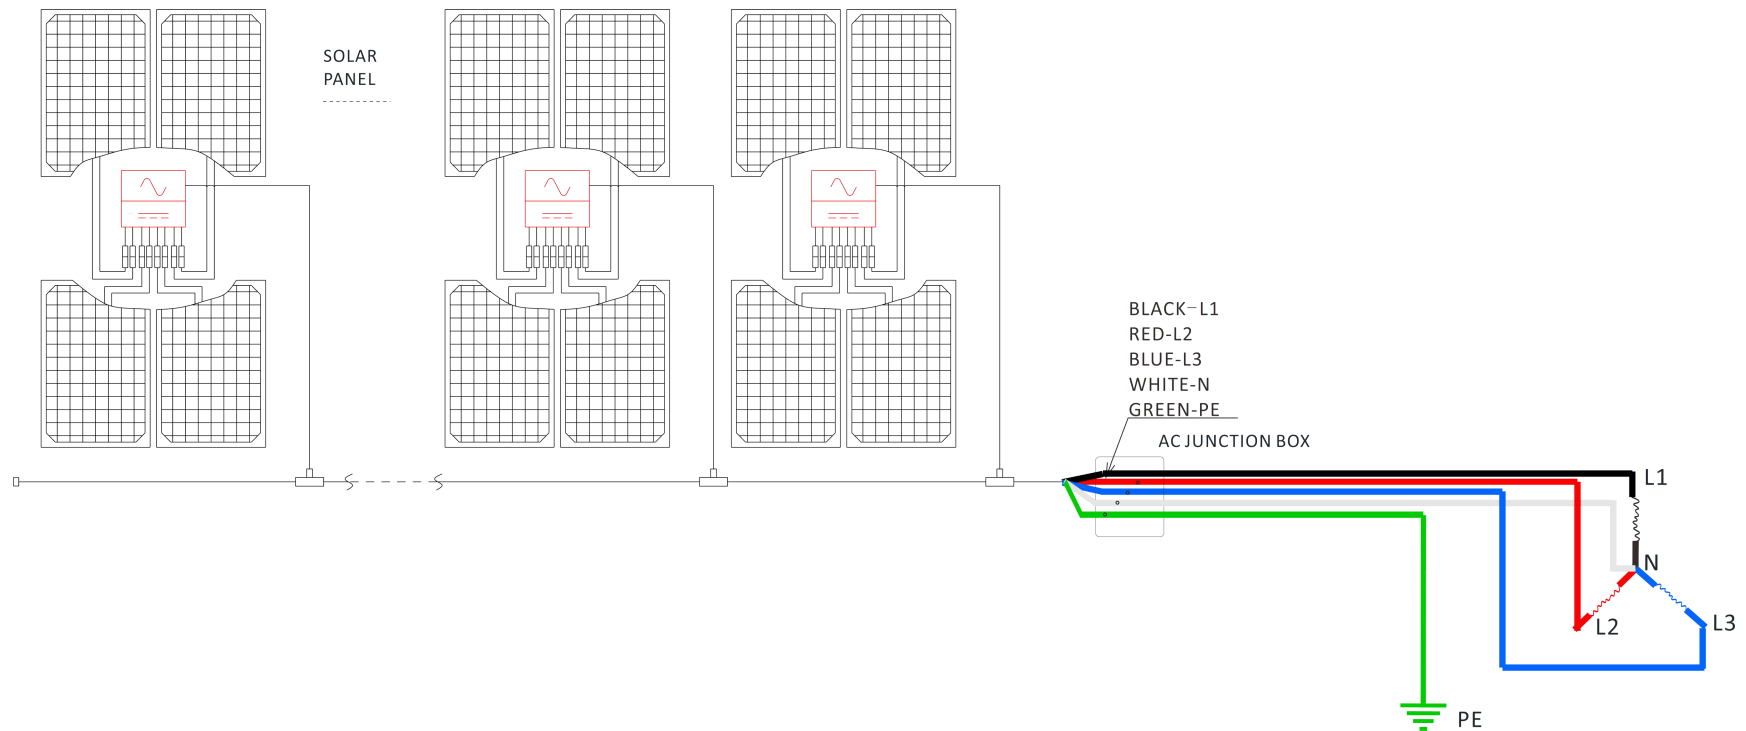 SOLAR
PANEL
BLACK-L1
RED-L2
BLUE-L3
WHITE-N
GREEN-PE
AC JUNCTION BOX
L1
N
L2
L3
PE